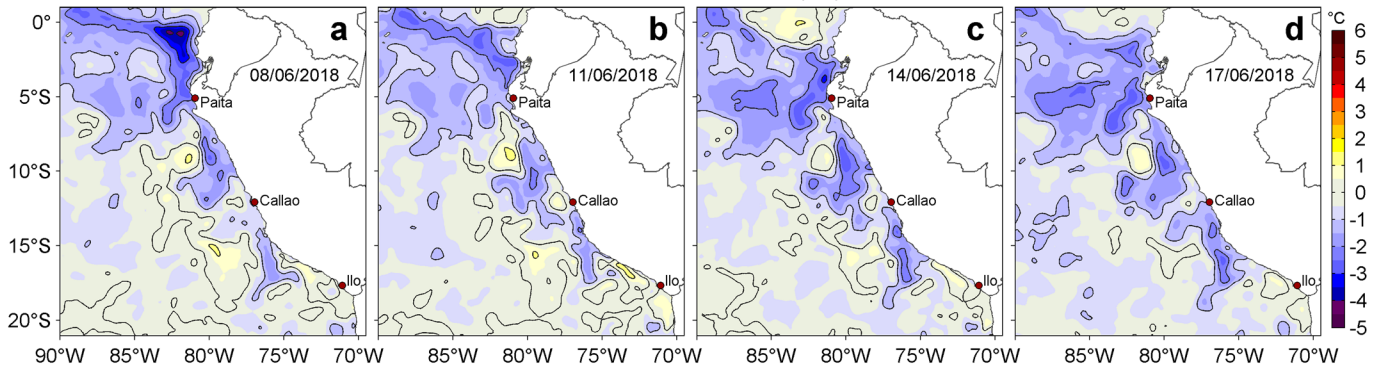 a b c d
°C
08/06/2018 11/06/2018 14/06/2018 17/06/2018
Paita Paita Paita Paita
Callao Callao Callao Callao
Ilo Ilo Ilo Ilo
0°
5°S
10°S
15°S
20°S
90°W 85°W 80°W 75°W 70°W 85°W 80°W 75°W 70°W 85°W 80°W 75°W 70°W 85°W 80°W 75°W 70°W
6
5
4
3
2
1
0
-1
-2
-3
-4
-5